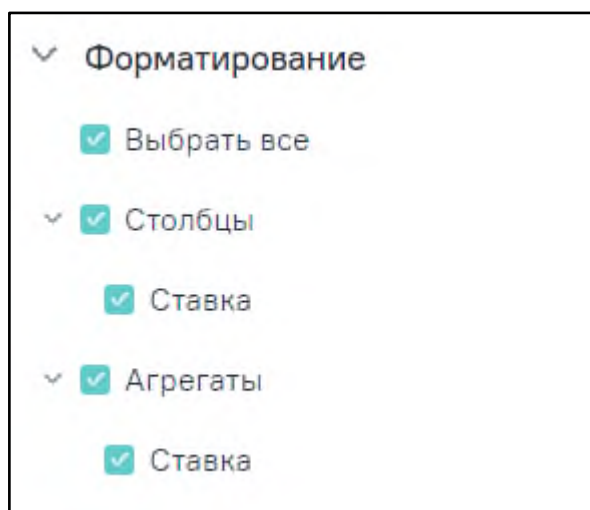 Форматирование
Выбрать все
Столбцы
Ставка
Агрегаты
Ставка